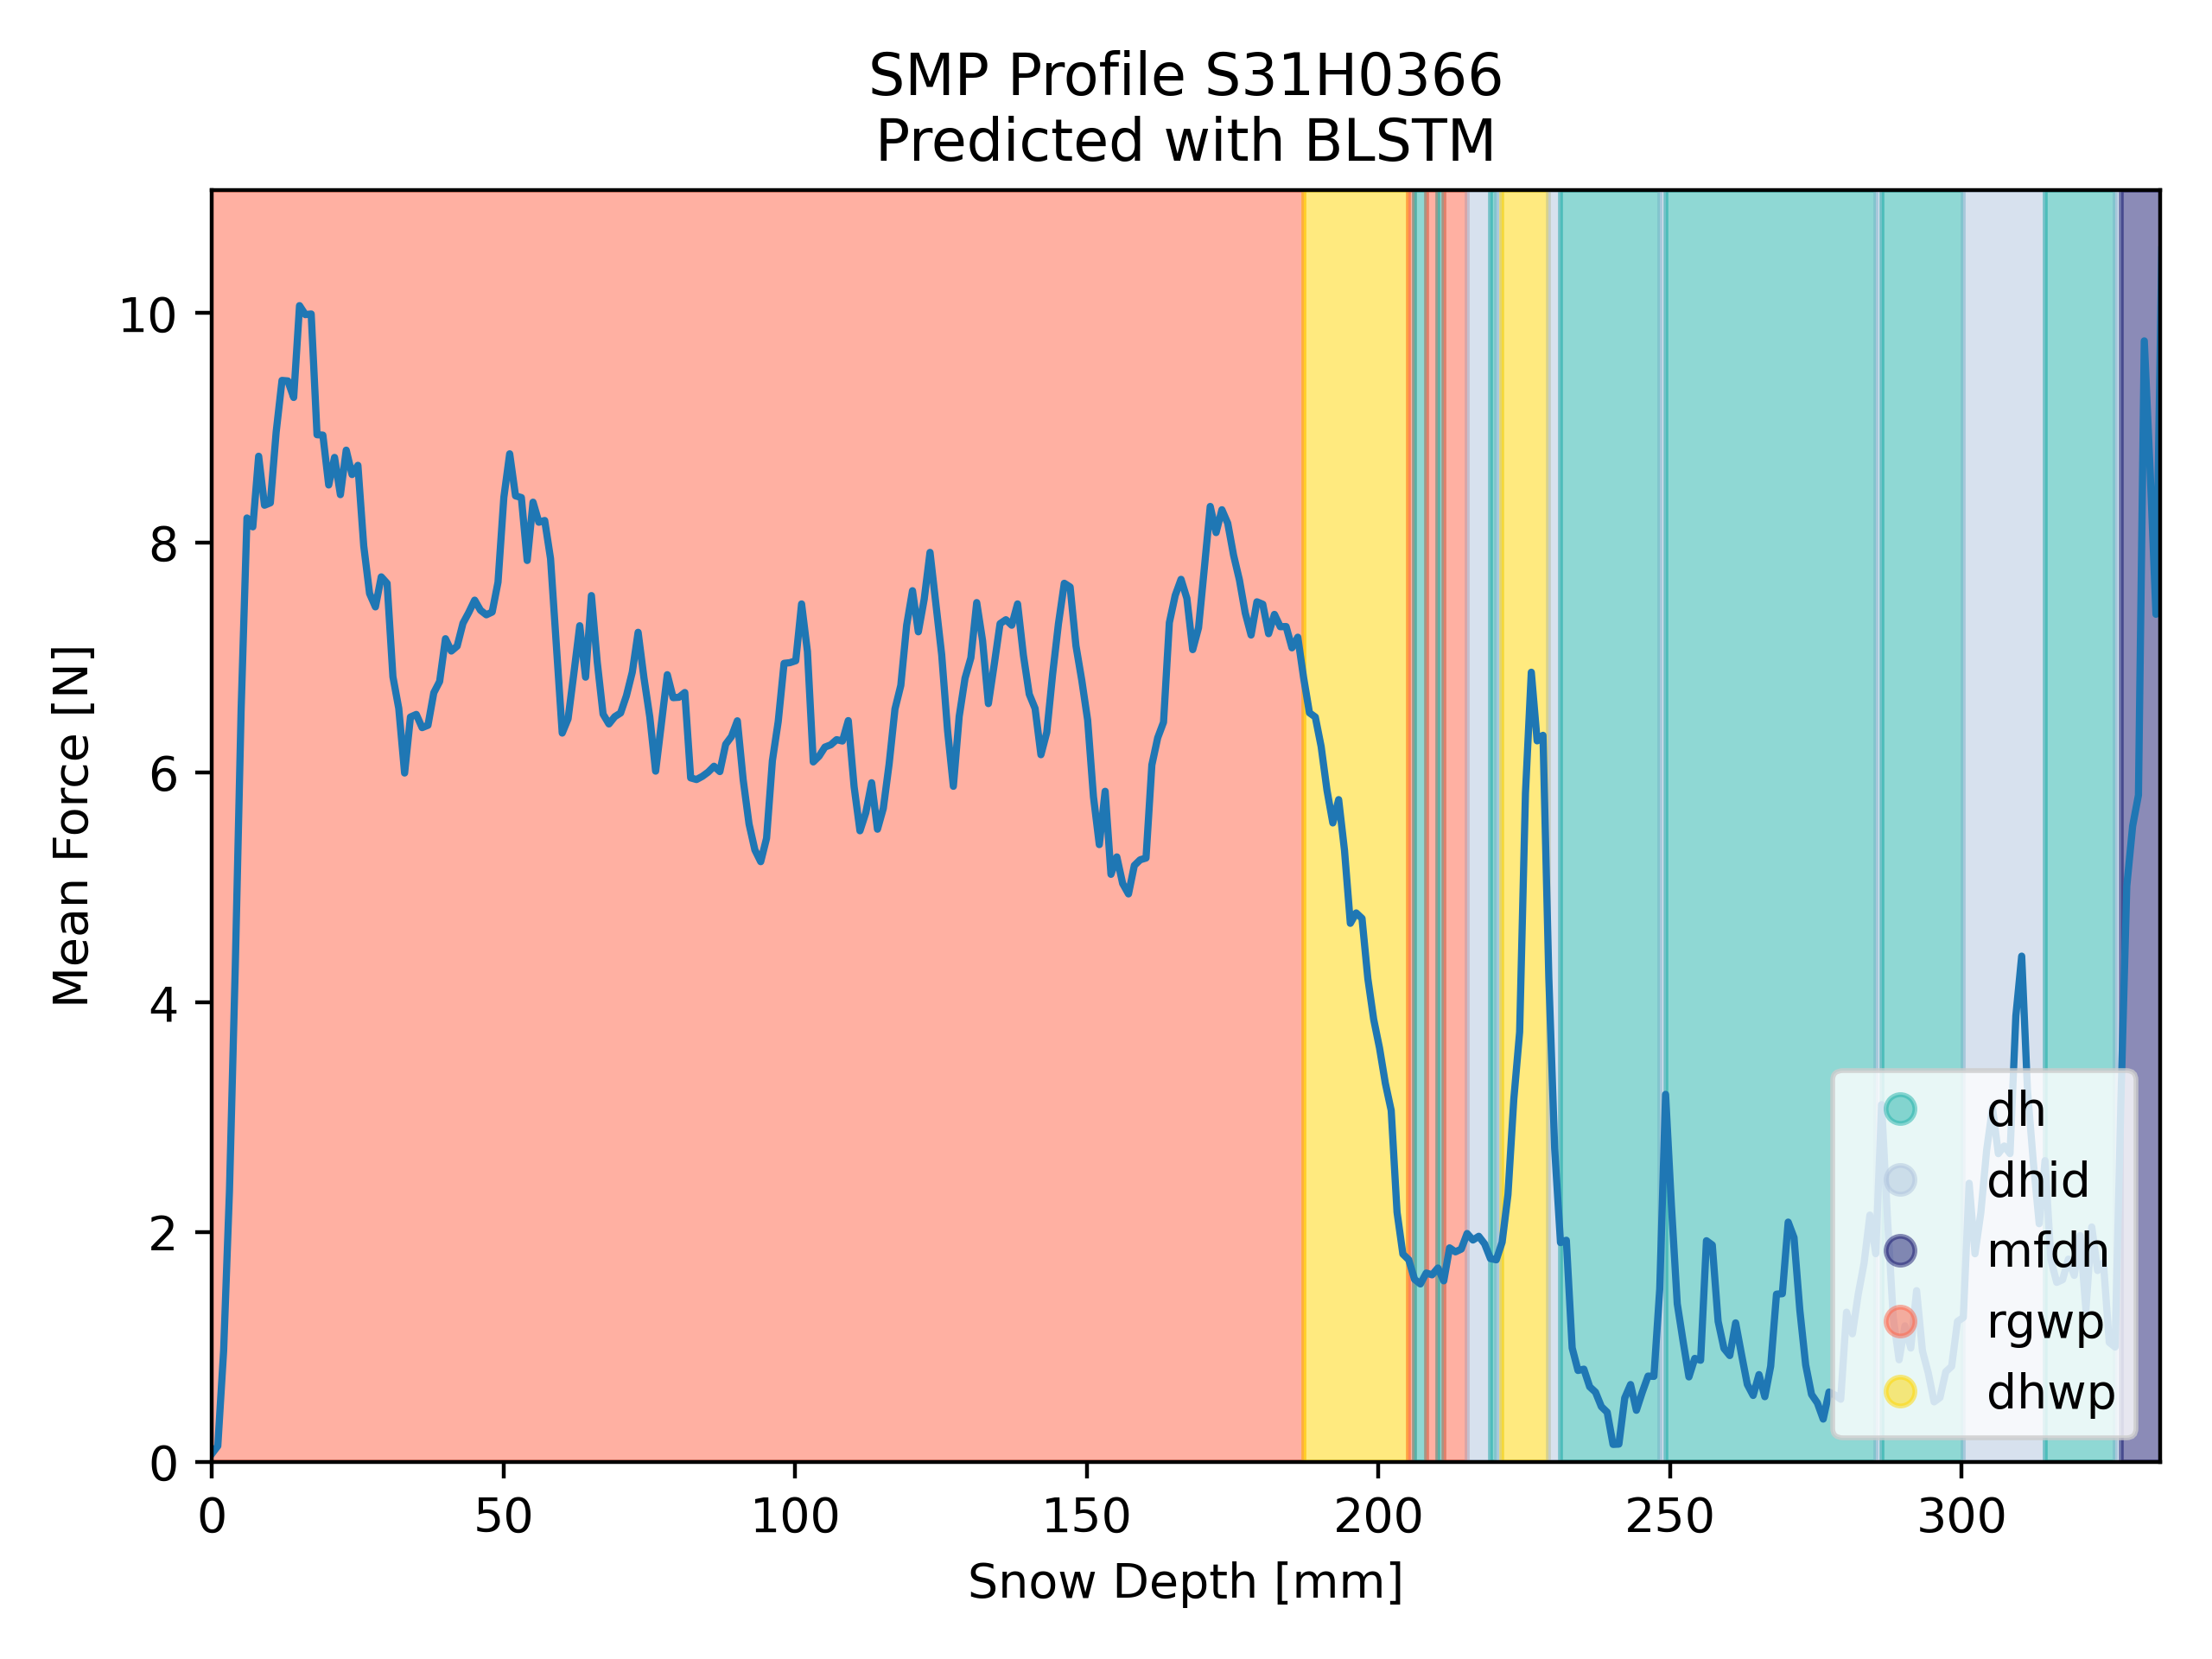 SMP Profile S31H0366
Predicted with BLSTM
Mean Force [N]
10
8
6
4
2
0
dh
dhid
mfdh
rgwp
dhwp
0 50 100 150 200 250 300
Snow Depth [mm]